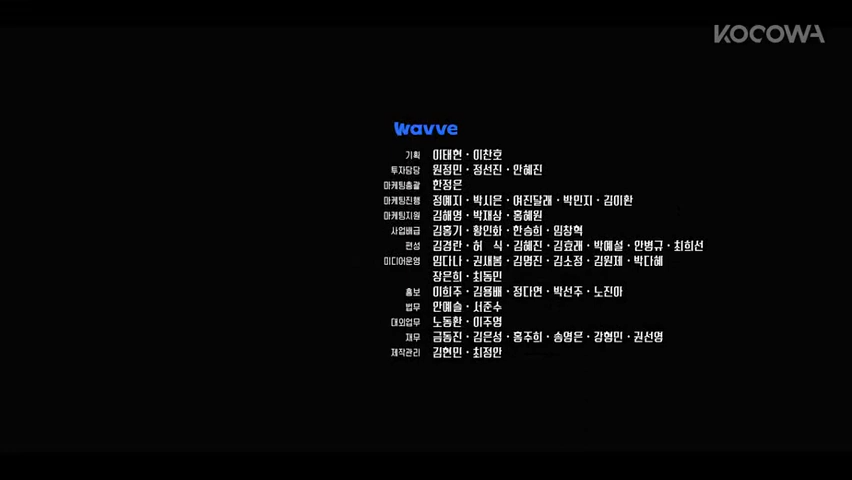 KOCOWA
wavve
기획 이태현・이찬호
투자담당 원정민・정선진・안혜진
마케팅총괄 한정은
마케팅진행 정예지・박시은・여진달래・박민지・김이환
마케팅지원 김해영・박재상・홍혜원
사업배급 김홍기・황인화・한승희・임창혁
편성 김경란・허 식・김혜진・김효래・박예설・안병규・최희선
미디어운영 임다나・권새봄・김명진・김소정・김원제・박다혜
장은희・최동민
홍보 이희주・김용배・정다연・박선주・노진아
법무 안예슬・서준수
대외업무 노동환・이주영
재무 금동진・김은성・홍주희・송영은・강형민・권선영
제작관리 김현민・최정안